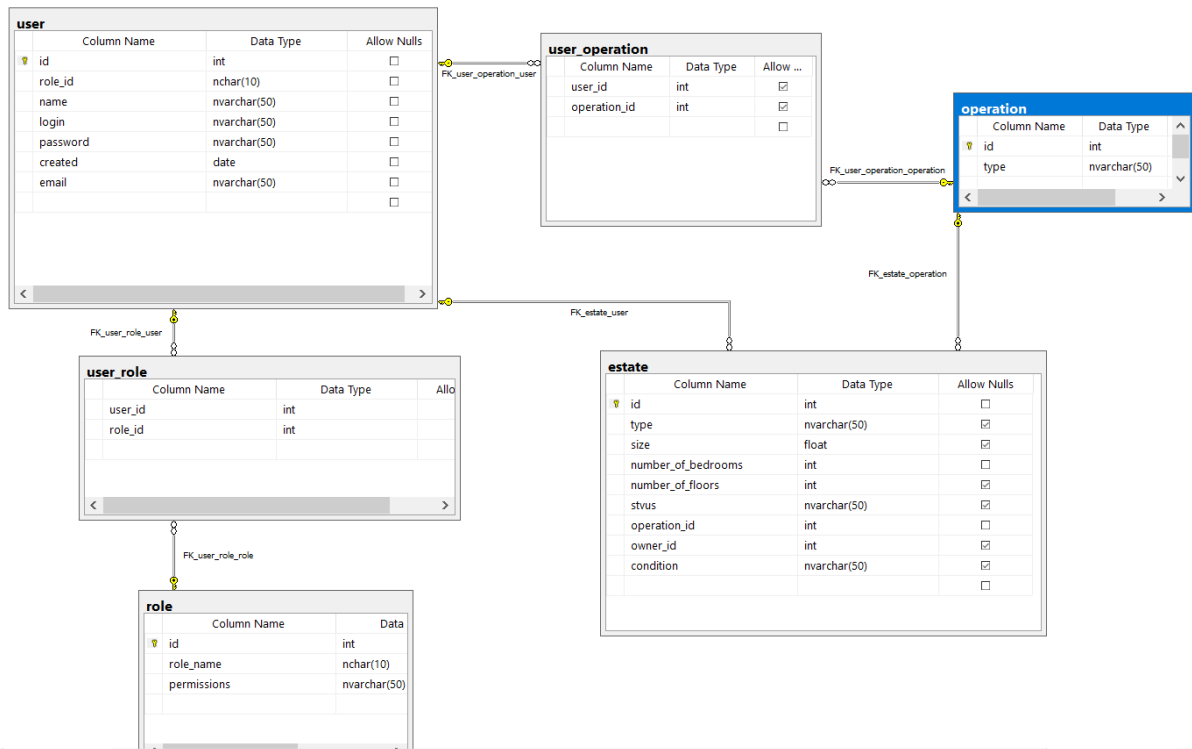 user
Column Name Data Type Allow Nulls
id int
role_id nchar(10)
name nvarchar(50)
login nvarchar(50)
password nvarchar(50)
created date
email nvarchar(50)
FK_user_operation_user
user_operation
Column Name Data Type Allow ...
user_id int
operation_id int
operation
Column Name Data Type
id int
type nvarchar(50)
FK_user_operation_operation
FK_estate_operation
FK_estate_user
FK_user_role_user
user_role
Column Name Data Type Allo
user_id int
role_id int
FK_user_role_role
role
Column Name Data
id int
role_name nchar(10)
permissions nvarchar(50)
estate
Column Name Data Type Allow Nulls
id int
type nvarchar(50)
size float
number_of_bedrooms int
number_of_floors int
stvus nvarchar(50)
operation_id int
owner_id int
condition nvarchar(50)